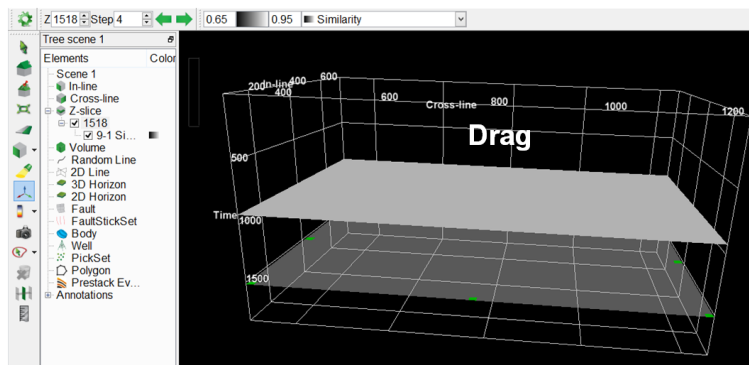 Z 1518 Step 4 0.65 0.95 Similarity
Tree scene 1
Elements Color
Scene 1
In-line
Cross-line
Z-slice
1518
9-1 Si...
Volume
Random Line
2D Line
3D Horizon
2D Horizon
Fault
FaultStickSet
Body
Well
PickSet
Polygon
Prestack Ev...
Annotations
200 In-line 400 600
400 600 Cross-line 800 1000 1200
Drag
500
Time 1000
1500